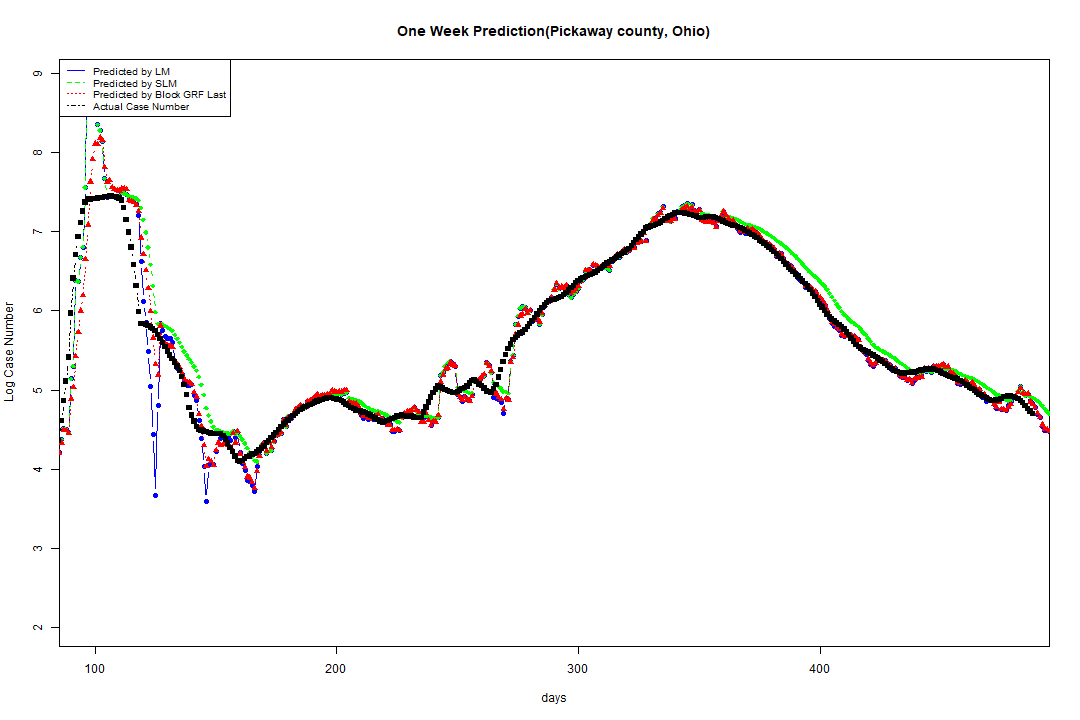 One Week Prediction(Pickaway county, Ohio)
Predicted by LM
Predicted by SLM
Predicted by Block GRF Last
Actual Case Number
Log Case Number
9
8
7
6
5
4
3
2
100 200 300 400
days